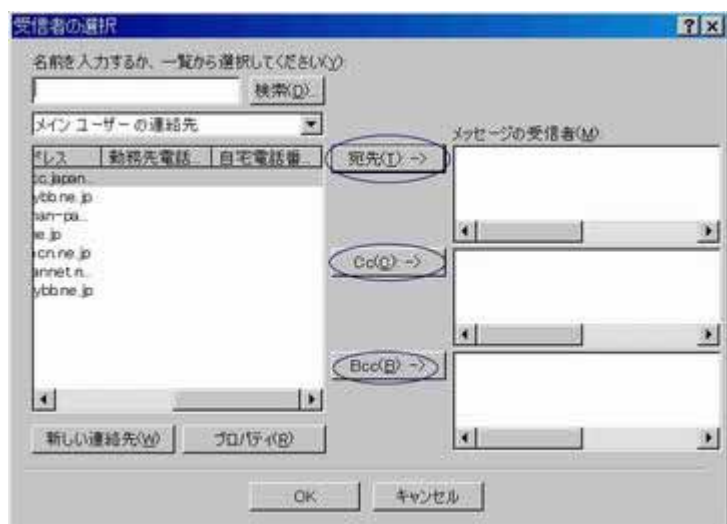 受信者の選択
名前を入力するか、一覧から選択してください(Y):
検索(D)...
メイン ユーザーの連絡先
メッセージの受信者(M):
ドレス 勤務先電話... 自宅電話番...
宛先(T) ->
cc.japan...
ybb.ne.jp
nan-pa...
ne.jp
ocn.ne.jp
annet.n...
ybb.ne.jp
Cc(C) ->
Bcc(B) ->
新しい連絡先(W) プロパティ(R)
OK キャンセル